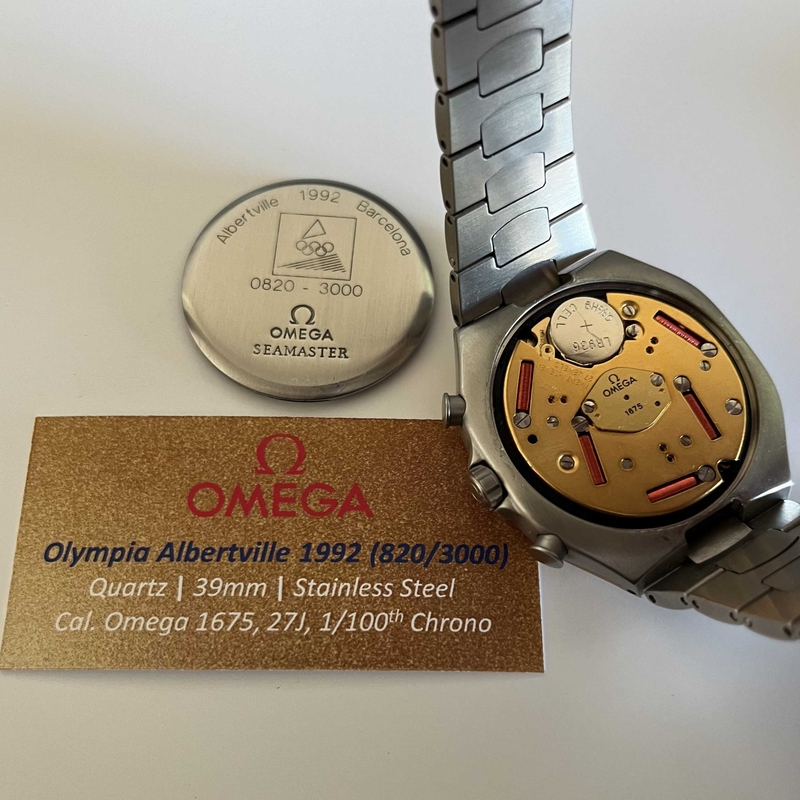 Albertville 1992 Barcelona
0820 - 3000
Ω
OMEGA
SEAMASTER
LR936
CELL
OMEGA
1675
Ω
OMEGA
Olympia Albertville 1992 (820/3000)
Quartz | 39mm | Stainless Steel
Cal. Omega 1675, 27J, 1/100th Chrono